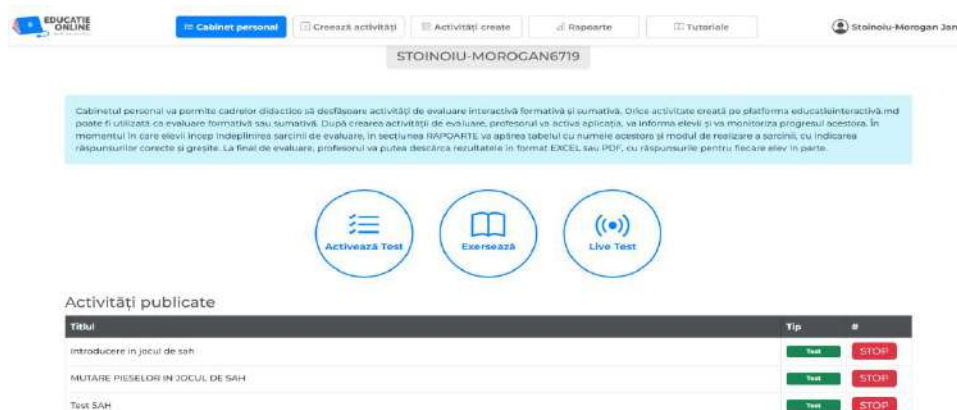 EDUCAȚIE
ONLINE
Cabinet personal
Creează activități
Activități create
Rapoarte
Tutoriale
Stoinoiu-Morogan Jan
STOINOIU-MOROGAN6719
Cabinetul personal va permite cadrelor didactice să desfășoare activități de evaluare interactivă formativă și sumativă. Orice activitate creată pe platforma educatieinteractivă.md
poate fi utilizată ca evaluare formativă sau sumativă. După crearea activității de evaluare, profesorul va activa aplicația, va informa elevii și va monitoriza progresul acestora. În
momentul în care elevii încep îndeplinirea sarcinii de evaluare, în secțiunea RAPOARTE va apărea tabelul cu numele acestora și modul de realizare a sarcinii, cu indicarea
răspunsurilor corecte și greșite. La final de evaluare, profesorul va putea descărca rezultatele în format EXCEL sau PDF, cu răspunsurile pentru fiecare elev în parte.
Activează Test
Exersează
Live Test
Activități publicate
Titlul Tip #
Introducere in jocul de sah Test STOP
MUTARE PIESELOR IN JOCUL DE SAH Test STOP
Test SAH Test STOP